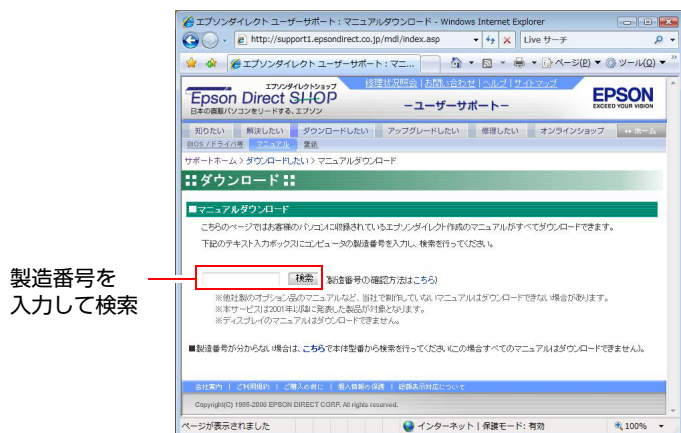 エプソンダイレクト ユーザーサポート : マニュアルダウンロード - Windows Internet Explorer
http://support1.epsondirect.co.jp/mdl/index.asp
Live サーチ
エプソンダイレクト ユーザーサポート : マニ...
ページ(P) ツール(O)
エプソンダイレクトショップ
Epson Direct SHOP
日本の直販パソコンをリードする、エプソン
修理状況照会 | お問い合わせ | ヘルプ | サイトマップ
－ユーザーサポート－
EPSON
EXCEED YOUR VISION
知りたい 解決したい ダウンロードしたい アップグレードしたい 修理したい オンラインショップ ホーム
BIOS/ドライバ等 マニュアル 壁紙
サポートホーム > ダウンロードしたい > マニュアルダウンロード
ダウンロード
■マニュアルダウンロード
こちらのページではお客様のパソコンに収録されているエプソンダイレクト作成のマニュアルがすべてダウンロードできます。
下記のテキスト入力ボックスにコンピュータの製造番号を入力し、検索を行ってください。
製造番号を
入力して検索
検索 製造番号の確認方法はこちら)
※他社製のオプション品のマニュアルなど、当社で制作していないマニュアルはダウンロードできない場合があります。
※本サービスは2001年以降に発表した製品が対象となります。
※ディスプレイのマニュアルはダウンロードできません。
■製造番号が分からない場合は、こちらで本体型番から検索を行ってください(この場合すべてのマニュアルはダウンロードできません)。
会社案内 | ご利用規約 | ご購入の前に | 個人情報の保護 | 総額表示対応について
Copyright(C) 1995-2006 EPSON DIRECT CORP. All rights reserved.
ページが表示されました
インターネット | 保護モード: 有効
100%